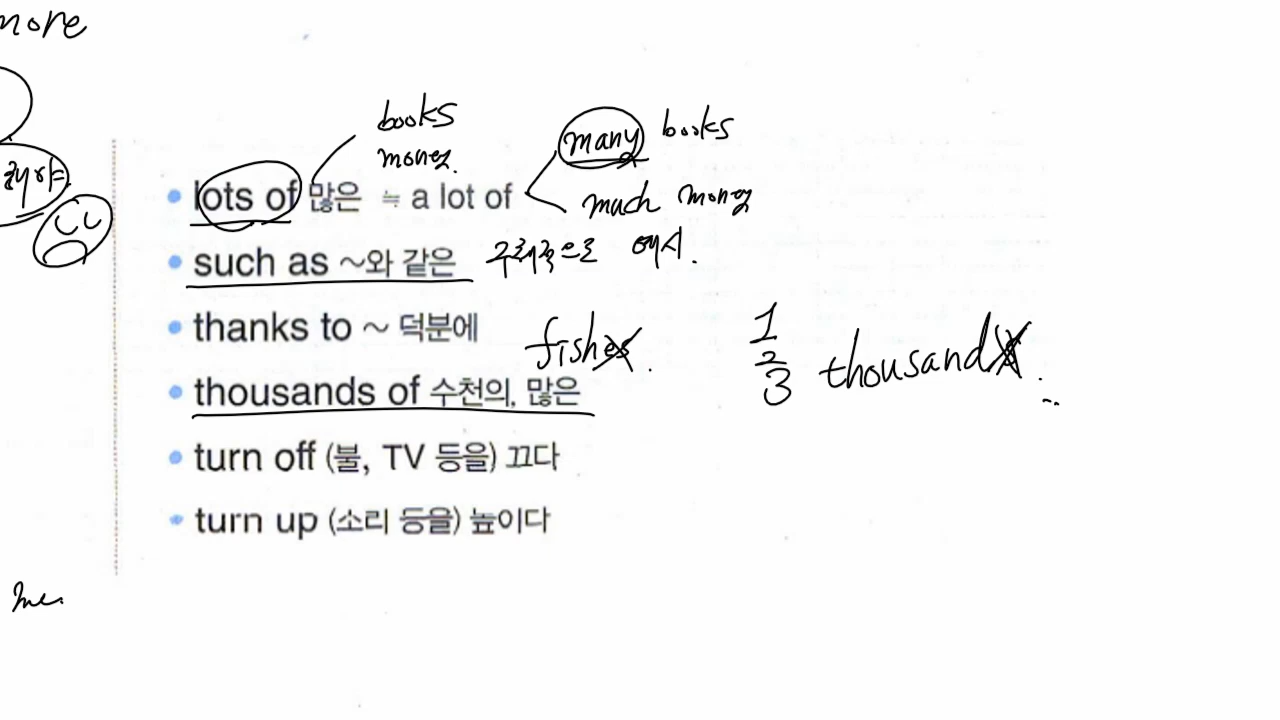 more
books
money.
many books
lots of 많은 ≒ a lot of
much money
such as ~와 같은 구체적으로 예시.
thanks to ~ 덕분에
fishes.
1
2
3 thousands.
thousands of 수천의, 많은
turn off (불, TV 등을) 끄다
turn up (소리 등을) 높이다